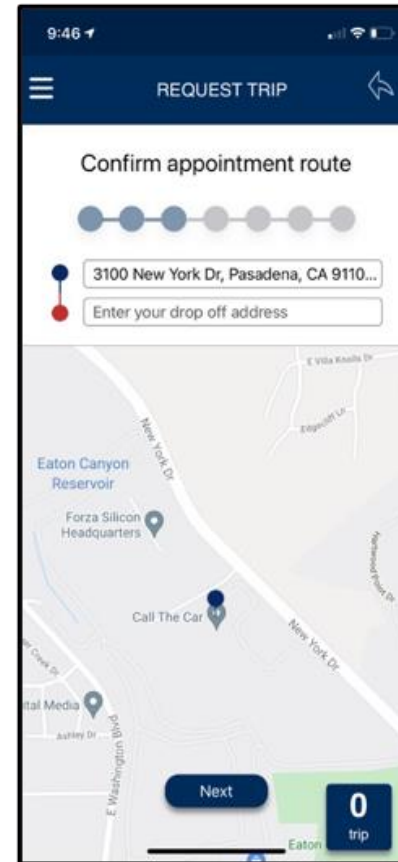 9:46
REQUEST TRIP
Confirm appointment route
3100 New York Dr, Pasadena, CA 9110...
Enter your drop off address
E Villa Knolls Dr
Edgecliff Ln
New York Dr
Eaton Canyon
Reservoir
Forza Silicon
Headquarters
Call The Car
New York Dr
ital Media
Ashley Dr
E Washington Blvd
Next
0
trip
Eaton